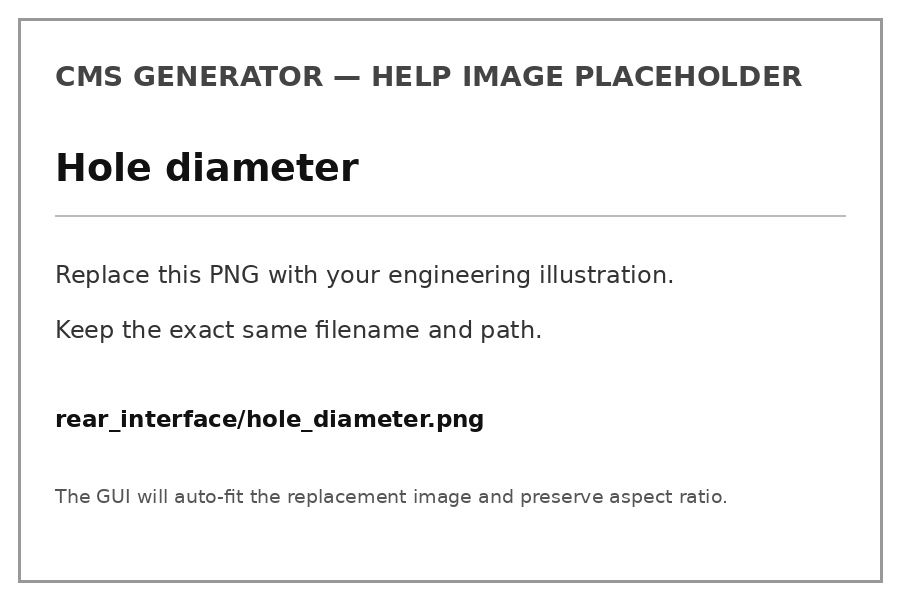 CMS GENERATOR — HELP IMAGE PLACEHOLDER
Hole diameter
Replace this PNG with your engineering illustration.
Keep the exact same filename and path.
rear_interface/hole_diameter.png
The GUI will auto-fit the replacement image and preserve aspect ratio.